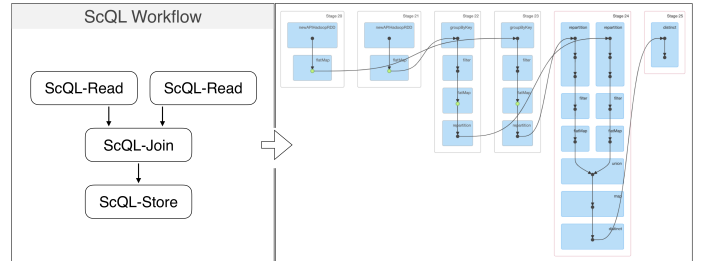 ScQL Workflow
ScQL-Read
ScQL-Read
ScQL-Join
ScQL-Store
Stage 20
newAPIHadoopRDD
flatMap
Stage 21
newAPIHadoopRDD
flatMap
Stage 22
groupByKey
filter
flatMap
repartition
Stage 23
groupByKey
filter
flatMap
repartition
Stage 24
repartition
repartition
filter
filter
flatMap
flatMap
union
map
distinct
Stage 25
distinct